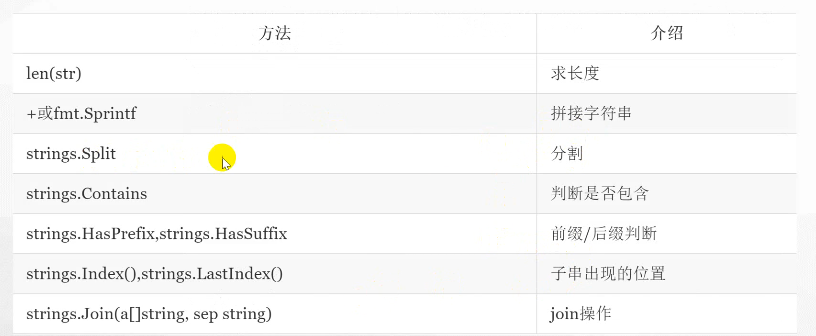 方法 介绍
len(str) 求长度
+或fmt.Sprintf 拼接字符串
strings.Split 分割
strings.Contains 判断是否包含
strings.HasPrefix,strings.HasSuffix 前缀/后缀判断
strings.Index(),strings.LastIndex() 子串出现的位置
strings.Join(a[]string, sep string) join操作